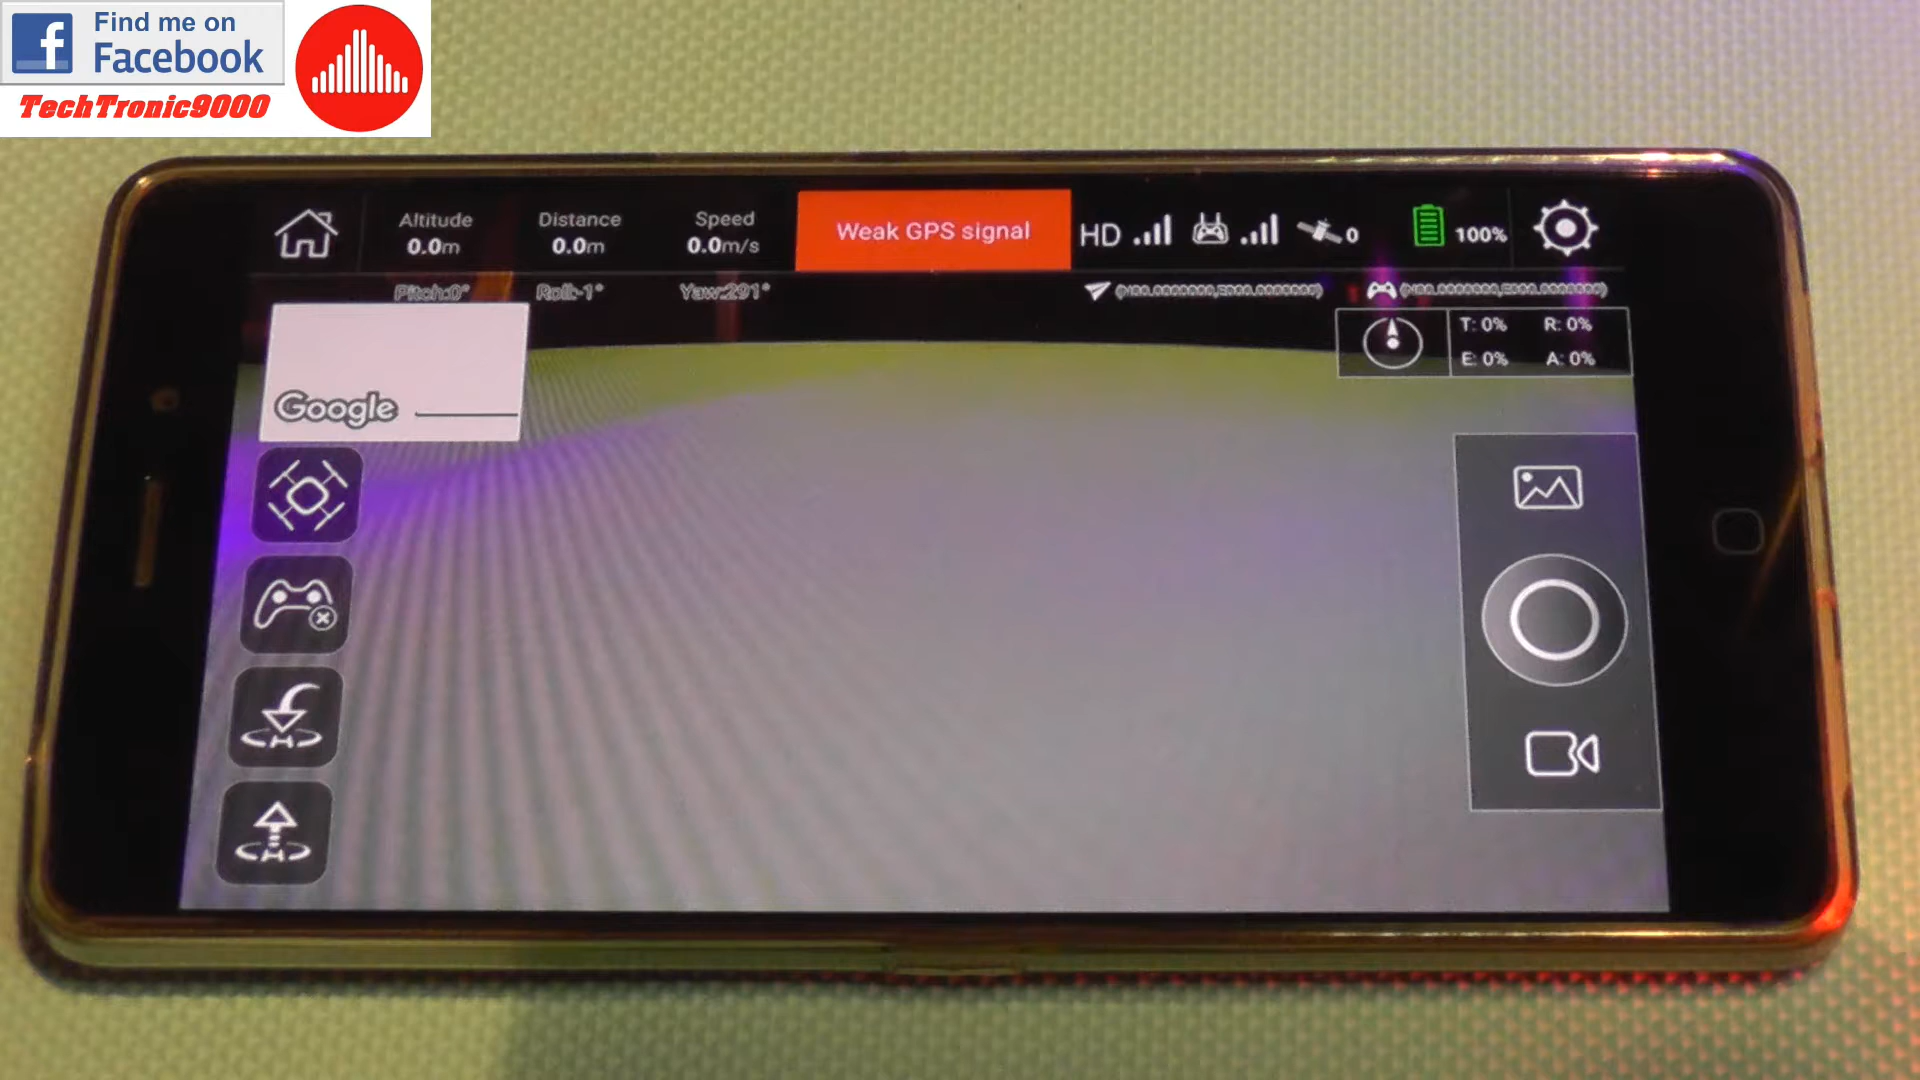 Find me on
Facebook
TechTronic9000
Altitude
0.0m
Distance
0.0m
Speed
0.0m/s
Weak GPS signal
HD
0
100%
Pitch:0°
Roll:-1°
Yaw:291°
Google
T: 0%
R: 0%
E: 0%
A: 0%